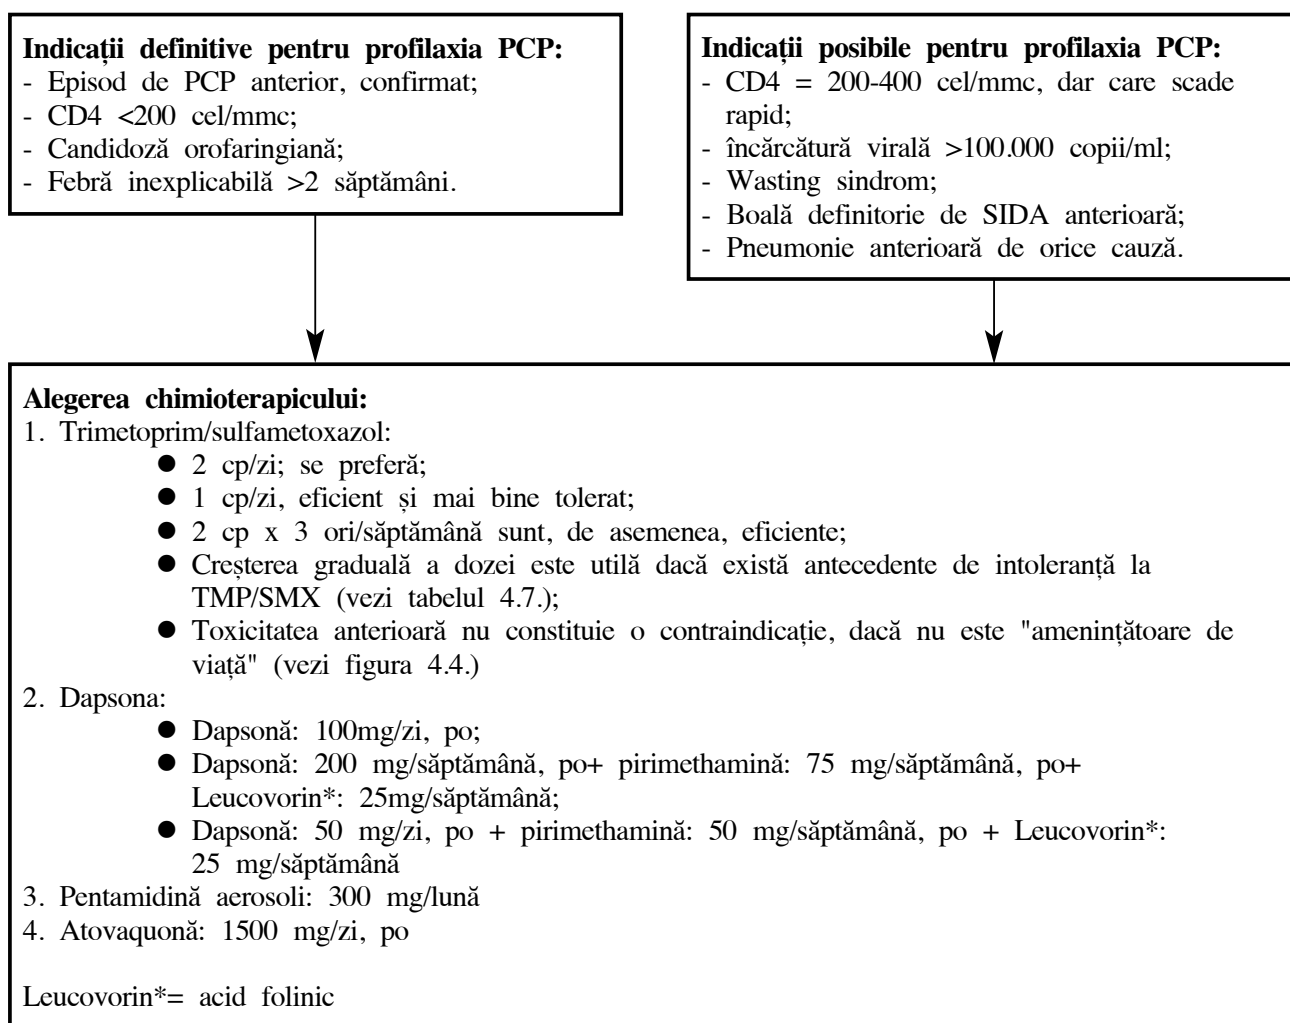 Indicații definitive pentru profilaxia PCP:
- Episod de PCP anterior, confirmat;
- CD4 <200 cel/mmc;
- Candidoză orofaringiană;
- Febră inexplicabilă >2 săptămâni.
Indicații posibile pentru profilaxia PCP:
- CD4 = 200-400 cel/mmc, dar care scade
rapid;
- încărcătură virală >100.000 copii/ml;
- Wasting sindrom;
- Boală definitorie de SIDA anterioară;
- Pneumonie anterioară de orice cauză.
Alegerea chimioterapicului:
1. Trimetoprim/sulfametoxazol:
● 2 cp/zi; se preferă;
● 1 cp/zi, eficient și mai bine tolerat;
● 2 cp x 3 ori/săptămână sunt, de asemenea, eficiente;
● Creșterea graduală a dozei este utilă dacă există antecedente de intoleranță la
TMP/SMX (vezi tabelul 4.7.);
● Toxicitatea anterioară nu constituie o contraindicație, dacă nu este "amenințătoare de
viață" (vezi figura 4.4.)
2. Dapsona:
● Dapsonă: 100mg/zi, po;
● Dapsonă: 200 mg/săptămână, po+ pirimethamină: 75 mg/săptămână, po+
Leucovorin*: 25mg/săptămână;
● Dapsonă: 50 mg/zi, po + pirimethamină: 50 mg/săptămână, po + Leucovorin*:
25 mg/săptămână
3. Pentamidină aerosoli: 300 mg/lună
4. Atovaquonă: 1500 mg/zi, po
Leucovorin*= acid folinic